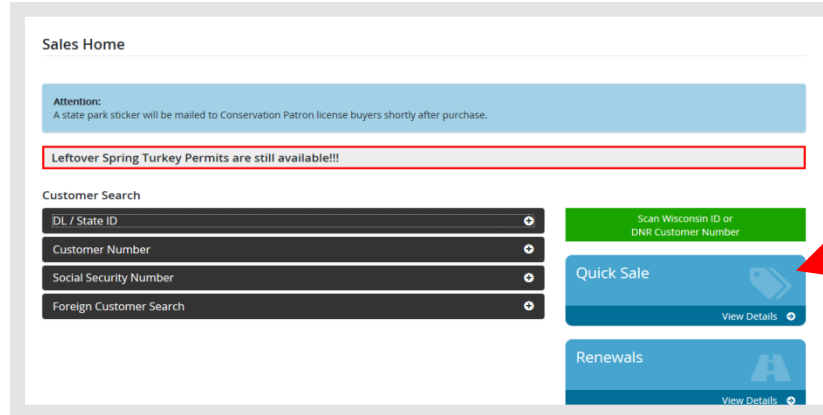 Sales Home
Attention:
A state park sticker will be mailed to Conservation Patron license buyers shortly after purchase.
Leftover Spring Turkey Permits are still available!!!
Customer Search
DL / State ID
Customer Number
Social Security Number
Foreign Customer Search
Scan Wisconsin ID or
DNR Customer Number
Quick Sale
View Details
Renewals
View Details